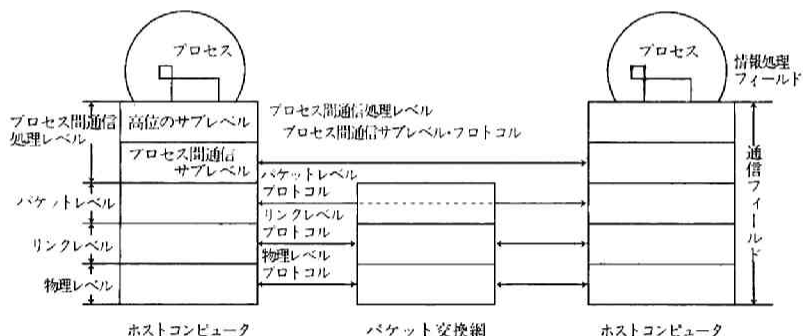 プロセス
プロセス
情報処理
フィールド
プロセス間通信
処理レベル
高位のサブレベル
プロセス間通信処理レベル
プロセス間通信サブレベル・プロトコル
プロセス間通信
サブレベル
パケットレベル
パケットレベル
プロトコル
リンクレベル
リンクレベル
プロトコル
物理レベル
物理レベル
プロトコル
通信フィールド
ホストコンピュータ
パケット交換網
ホストコンピュータ